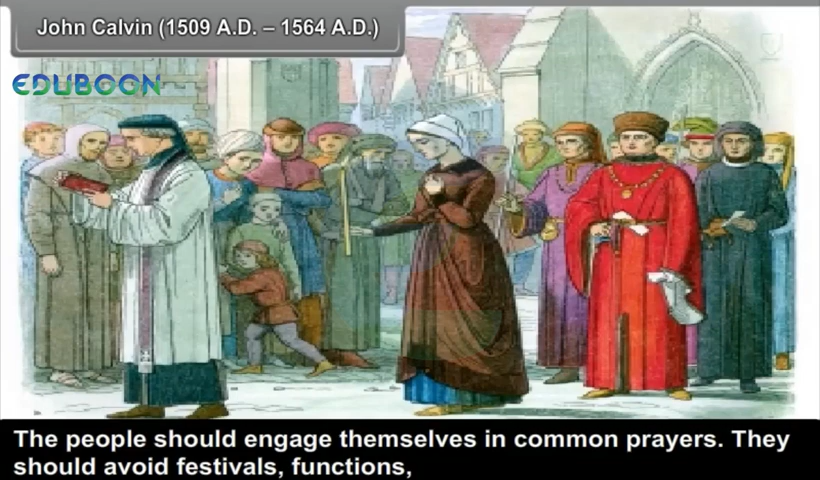 John Calvin (1509 A.D. – 1564 A.D.)
EDUBOON
The people should engage themselves in common prayers. They
should avoid festivals, functions,